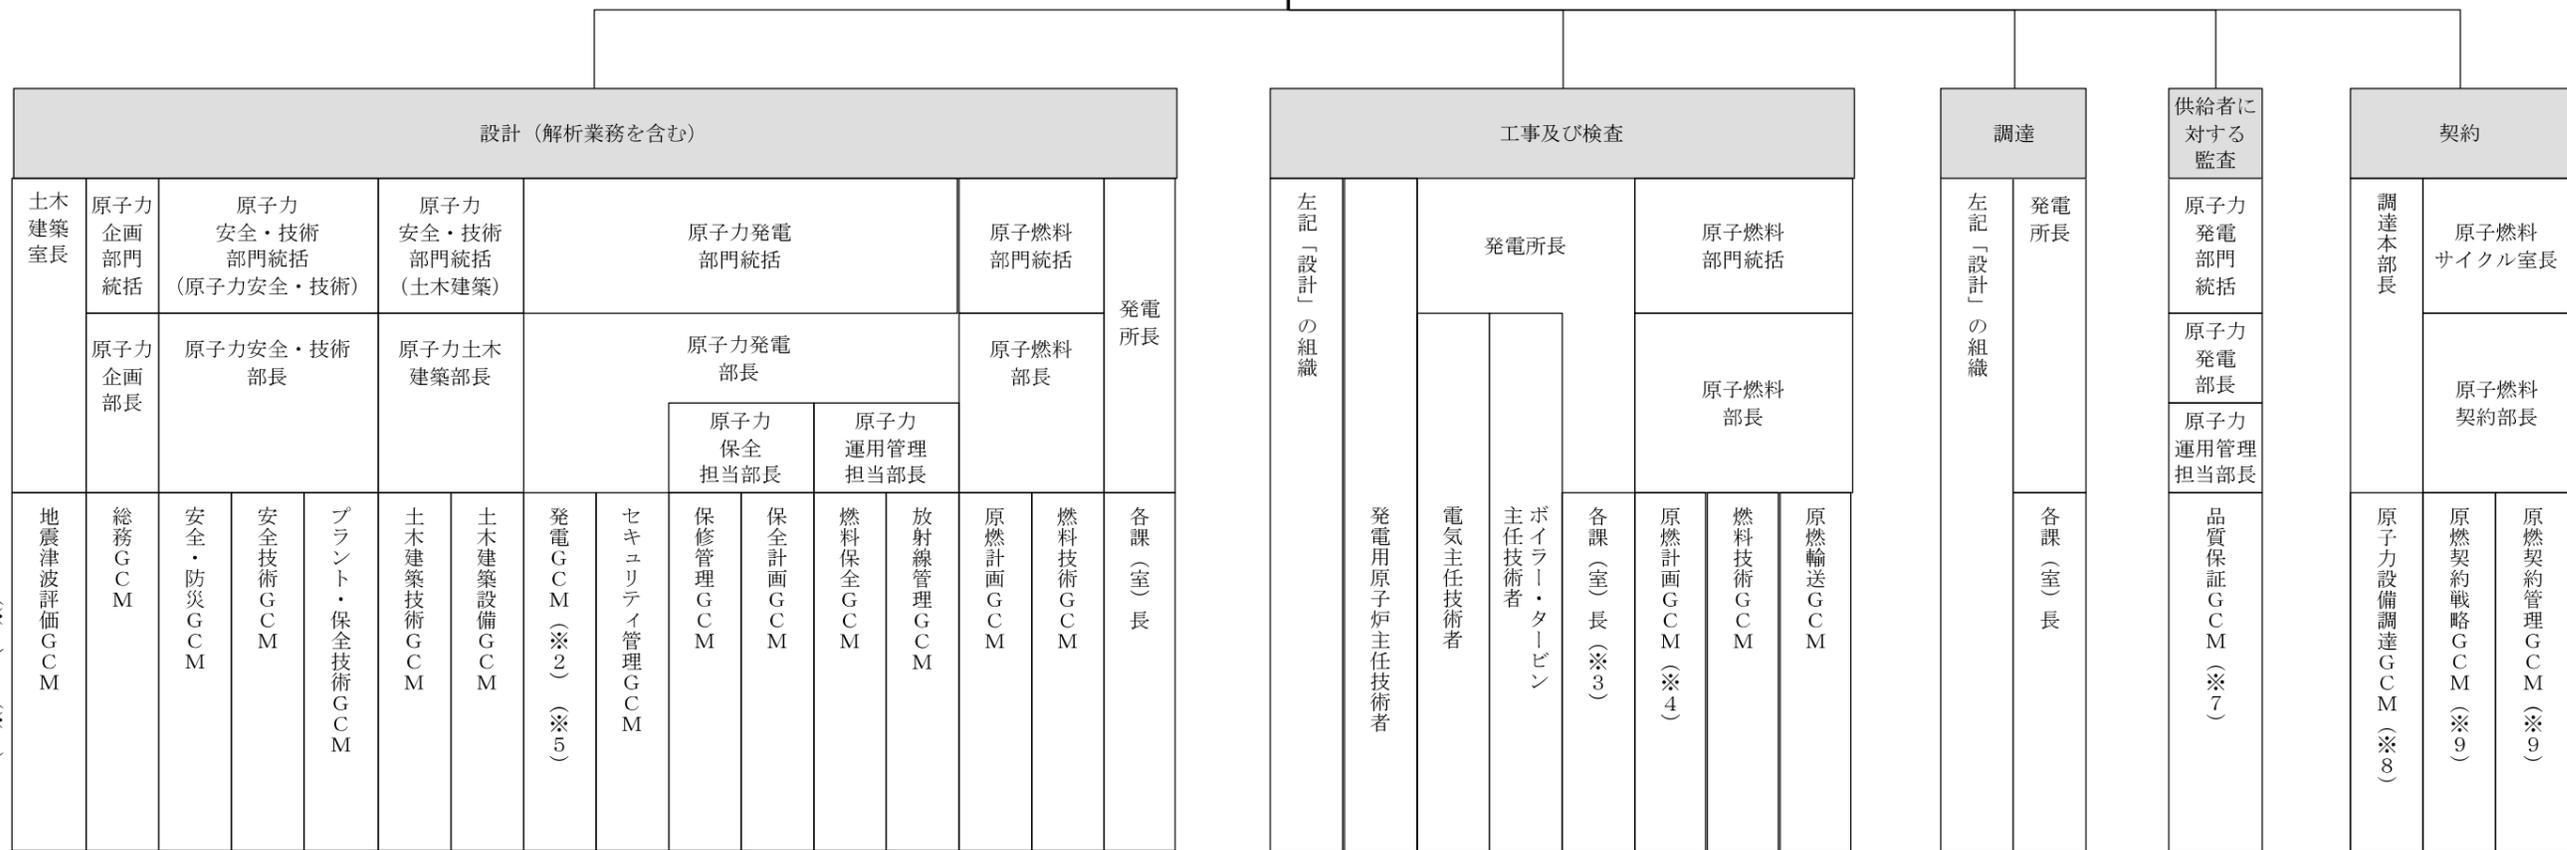 設計（解析業務を含む）
工事及び検査
調達
供給者に
対する
監査
契約
土木
建築
室長
原子力
企画
部門
統括
原子力
安全・技術
部門統括
（原子力安全・技術）
原子力
安全・技術
部門統括
（土木建築）
原子力発電
部門統括
原子燃料
部門統括
発電
所長
原子力
企画
部長
原子力安全・技術
部長
原子力土木
建築部長
原子力発電
部長
原子燃料
部長
原子力
保全
担当部長
原子力
運用管理
担当部長
地震津波評価ＧＣＭ
総務ＧＣＭ
安全・防災ＧＣＭ
安全技術ＧＣＭ
プラント・保全技術ＧＣＭ
土木建築技術ＧＣＭ
土木建築設備ＧＣＭ
発電ＧＣＭ（※２）（※５）
セキュリティ管理ＧＣＭ
保修管理ＧＣＭ
保全計画ＧＣＭ
燃料保全ＧＣＭ
放射線管理ＧＣＭ
原燃計画ＧＣＭ
燃料技術ＧＣＭ
各課（室）長
左記「設計」の組織
発電所長
原子燃料
部門統括
原子燃料
部長
発電用原子炉主任技術者
電気主任技術者
ボイラー・タービン
主任技術者
各課（室）長（※３）
原燃計画ＧＣＭ（※４）
燃料技術ＧＣＭ
原燃輸送ＧＣＭ
左記「設計」の組織
発電
所長
各課（室）長
原子力
発電
部門
統括
原子力
発電
部長
原子力
運用管理
担当部長
品質保証ＧＣＭ（※７）
調達本部長
原子燃料
サイクル室長
原子燃料
契約部長
原子力設備調達ＧＣＭ（※８）
原燃契約戦略ＧＣＭ（※９）
原燃契約管理ＧＣＭ（※９）